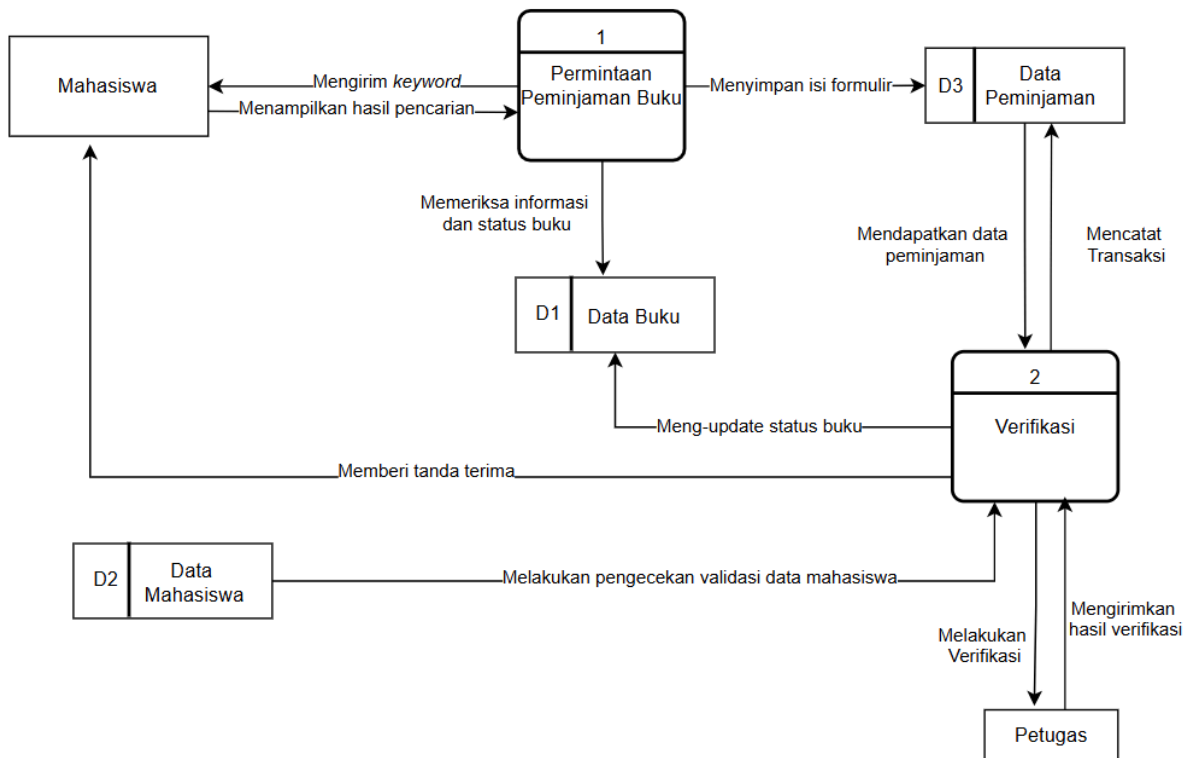 1
Mahasiswa
Mengirim keyword
Menampilkan hasil pencarian
Permintaan
Peminjaman Buku
Menyimpan isi formulir
D3
Data
Peminjaman
Memeriksa informasi
dan status buku
Mendapatkan data
peminjaman
Mencatat
Transaksi
D1
Data Buku
2
Verifikasi
Meng-update status buku
Memberi tanda terima
D2
Data
Mahasiswa
Melakukan pengecekan validasi data mahasiswa
Melakukan
Verifikasi
Mengirimkan
hasil verifikasi
Petugas